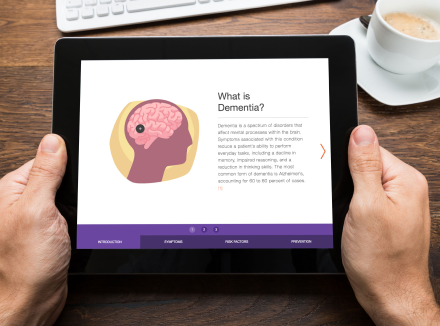 What is
Dementia?
Dementia is a spectrum of disorders that
affect mental processes within the brain.
Symptoms associated with this condition
reduce a patient's ability to perform
everyday tasks, including a decline in
memory, impaired reasoning, and a
reduction in thinking skills. The most
common form of dementia is Alzheimer's,
accounting for 60 to 80 percent of cases.
[1]
1 2 3
INTRODUCTION SYMPTOMS RISK FACTORS PREVENTION